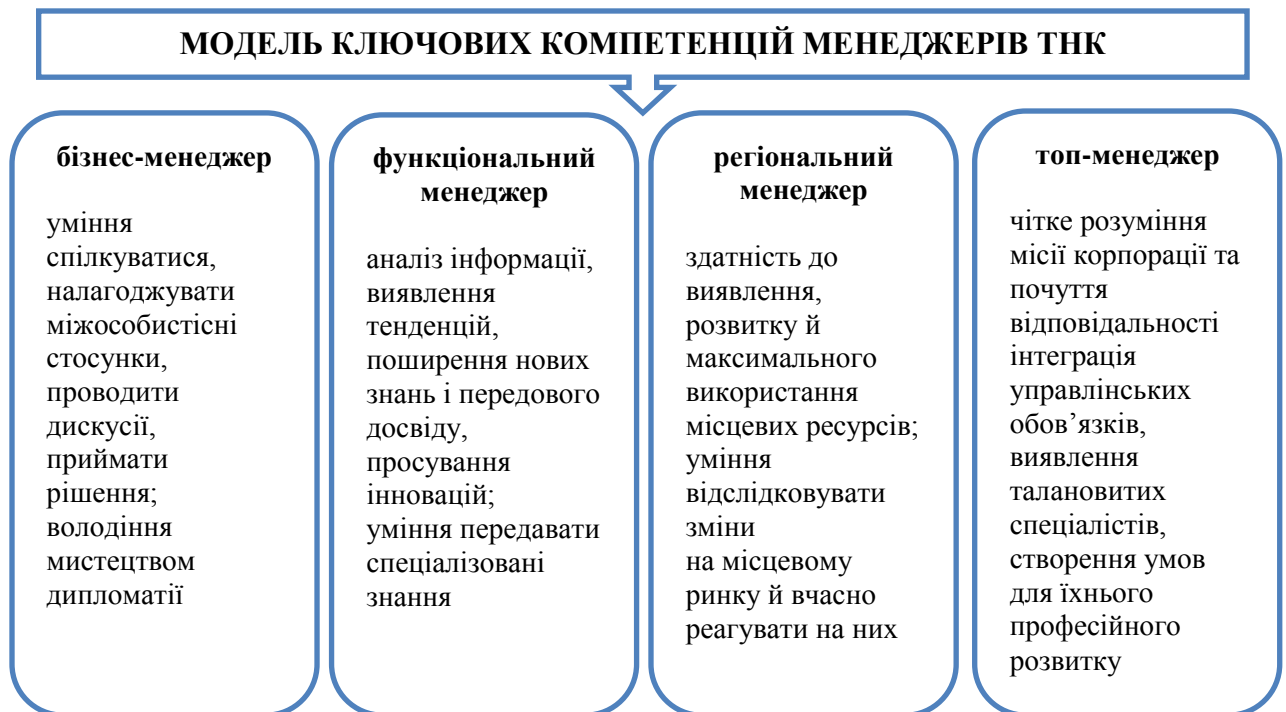 МОДЕЛЬ КЛЮЧОВИХ КОМПЕТЕНЦІЙ МЕНЕДЖЕРІВ ТНК
бізнес-менеджер
уміння
спілкуватися,
налагоджувати
міжособистісні
стосунки,
проводити
дискусії,
приймати
рішення;
володіння
мистецтвом
дипломатії
функціональний
менеджер
аналіз інформації,
виявлення
тенденцій,
поширення нових
знань і передового
досвіду,
просування
інновацій;
уміння передавати
спеціалізовані
знання
регіональний
менеджер
здатність до
виявлення,
розвитку й
максимального
використання
місцевих ресурсів;
уміння
відслідковувати
зміни
на місцевому
ринку й вчасно
реагувати на них
топ-менеджер
чітке розуміння
місії корпорації та
почуття
відповідальності
інтеграція
управлінських
обов’язків,
виявлення
талановитих
спеціалістів,
створення умов
для їхнього
професійного
розвитку